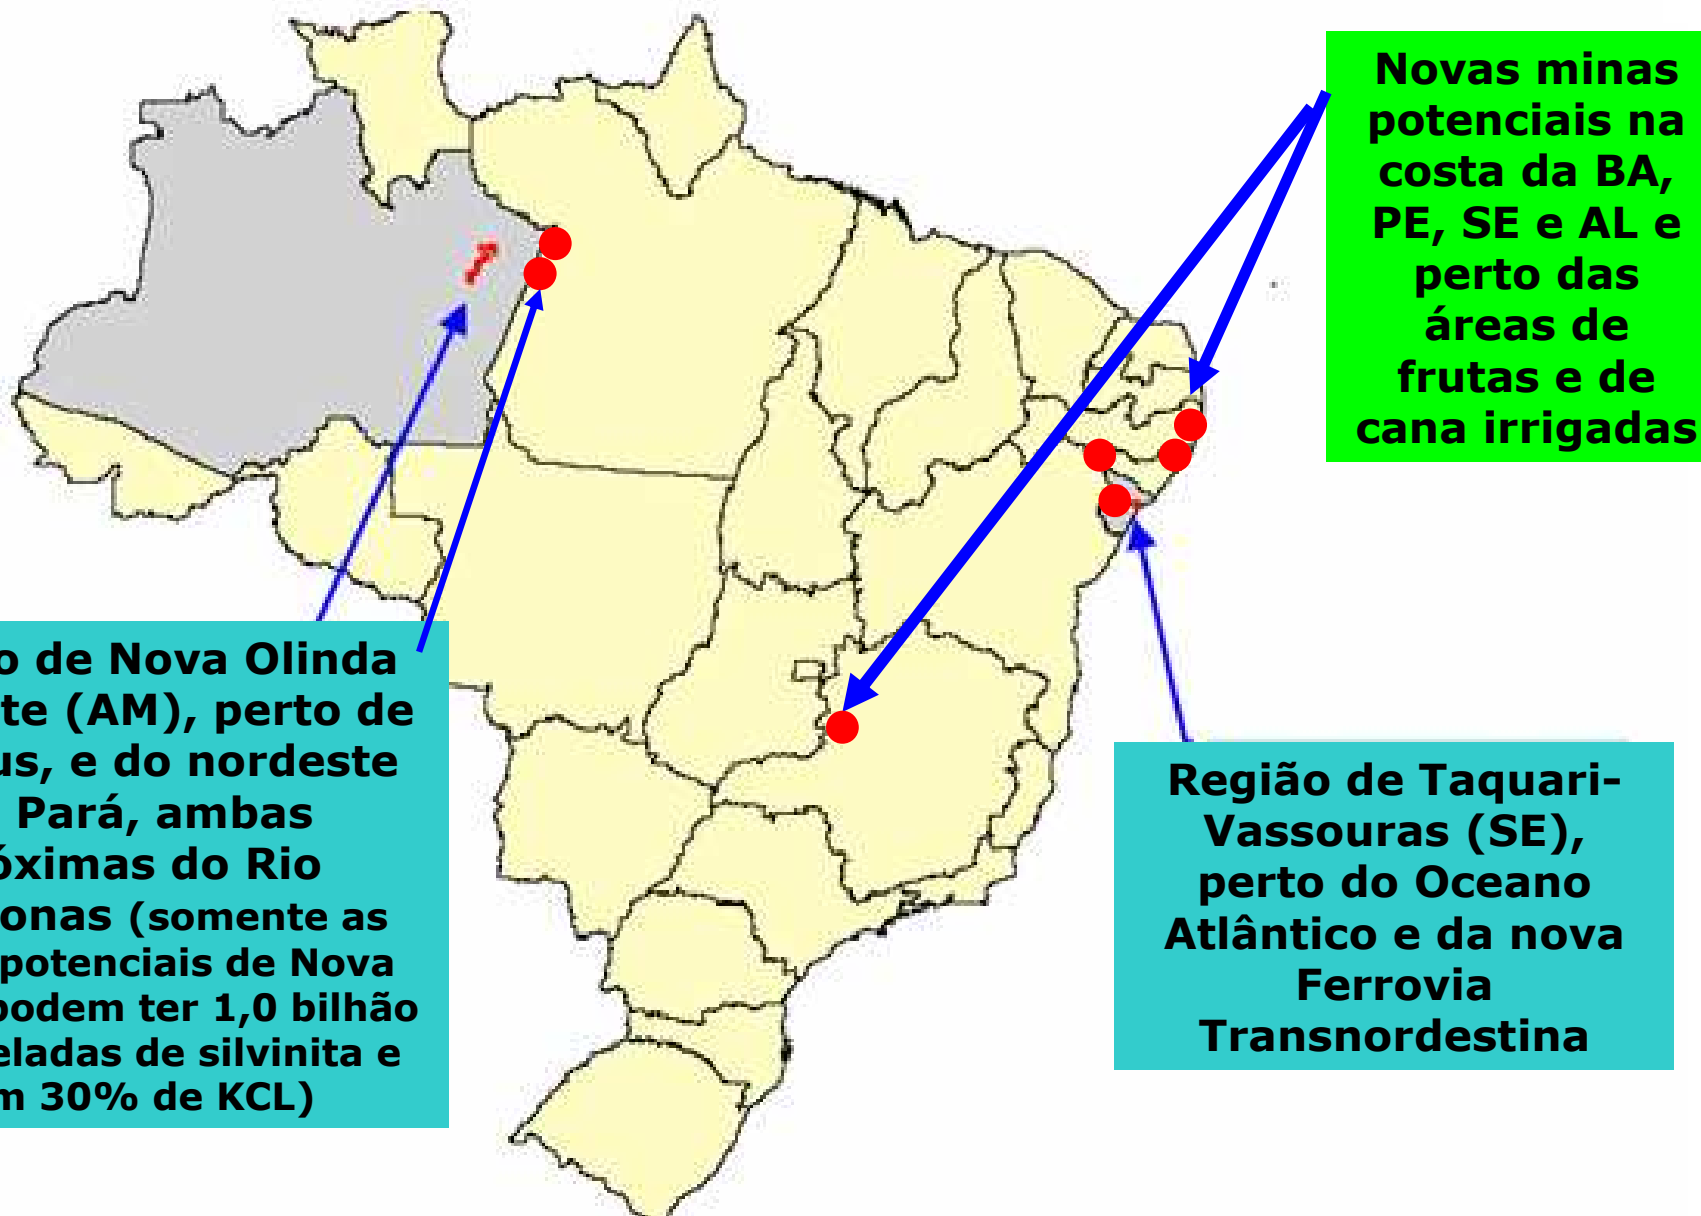 Novas minas
potenciais na
costa da BA,
PE, SE e AL e
perto das
áreas de
frutas e de
cana irrigadas
o de Nova Olinda
te (AM), perto de
us, e do nordeste
Pará, ambas
óximas do Rio
onas (somente as
potenciais de Nova
podem ter 1,0 bilhão
eladas de silvinita e
m 30% de KCL)
Região de Taquari-
Vassouras (SE),
perto do Oceano
Atlântico e da nova
Ferrovia
Transnordestina